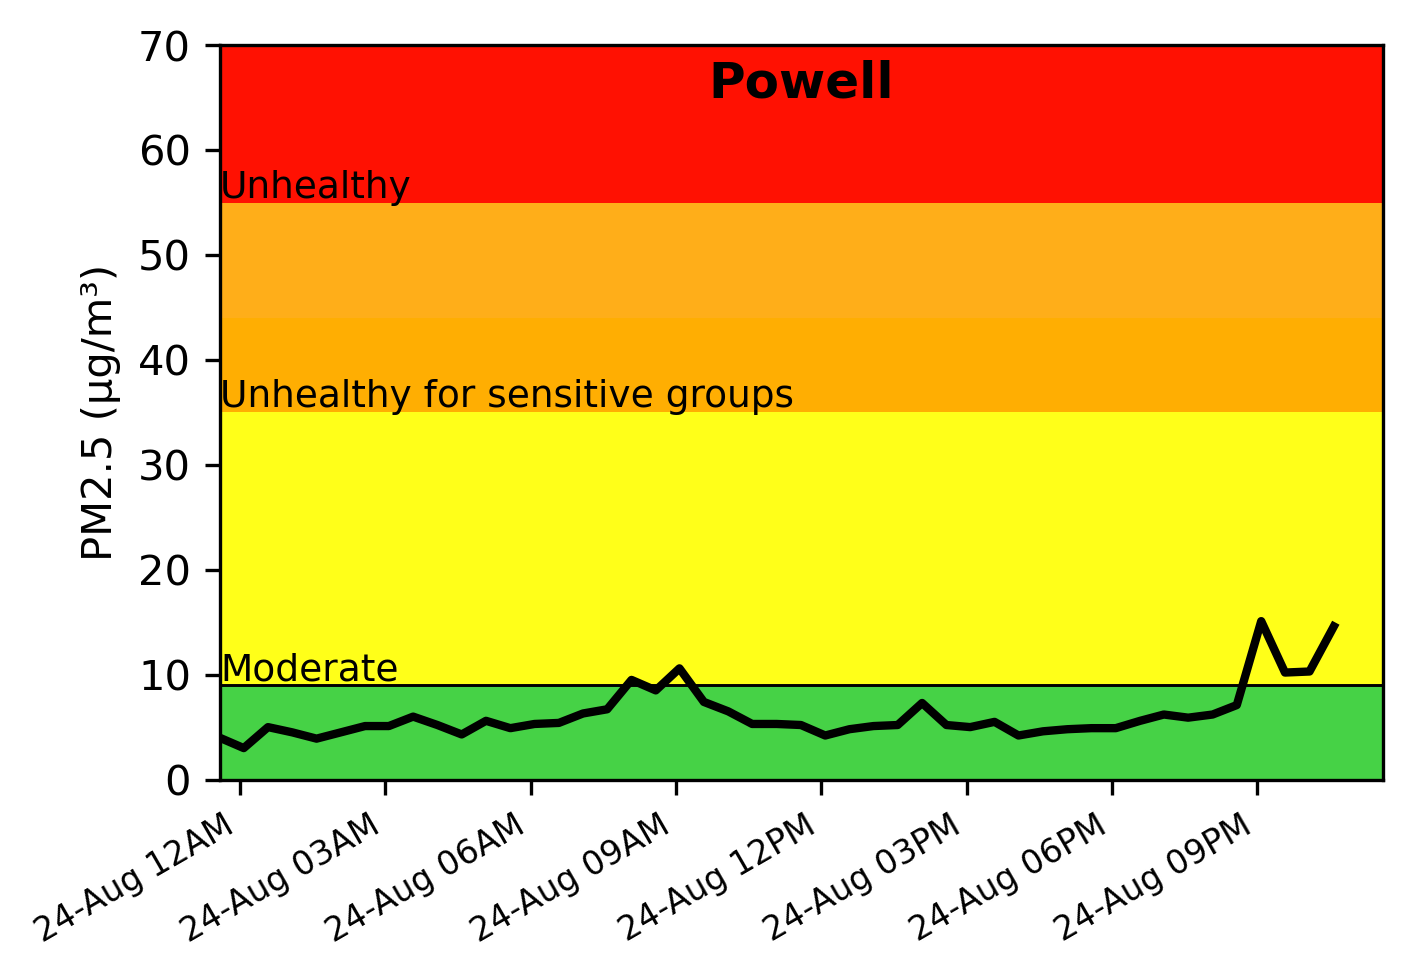 Powell
PM2.5 (µg/m³)
70
60
50
40
30
20
10
0
Unhealthy
Unhealthy for sensitive groups
Moderate
24-Aug 12AM
24-Aug 03AM
24-Aug 06AM
24-Aug 09AM
24-Aug 12PM
24-Aug 03PM
24-Aug 06PM
24-Aug 09PM